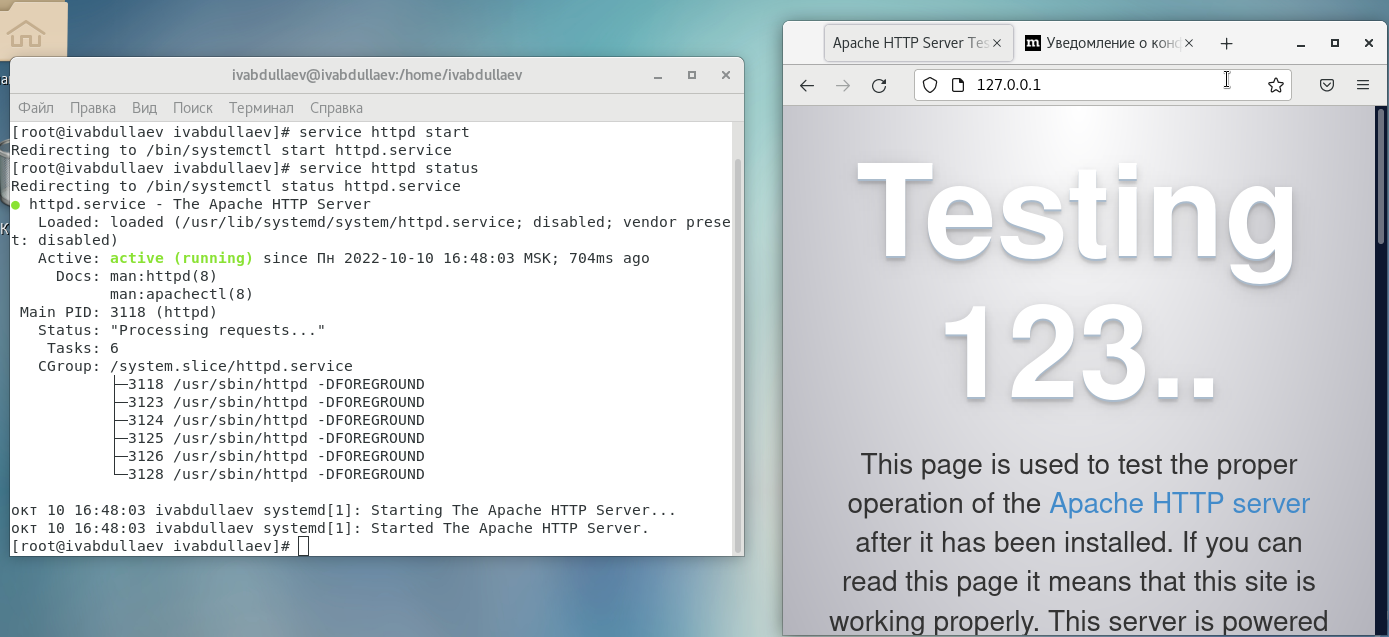 ivabdullaev@ivabdullaev:/home/ivabdullaev
Файл Правка Вид Поиск Терминал Справка
[root@ivabdullaev ivabdullaev]# service httpd start
Redirecting to /bin/systemctl start httpd.service
[root@ivabdullaev ivabdullaev]# service httpd status
Redirecting to /bin/systemctl status httpd.service
● httpd.service - The Apache HTTP Server
Loaded: loaded (/usr/lib/systemd/system/httpd.service; disabled; vendor prese
t: disabled)
Active: active (running) since Пн 2022-10-10 16:48:03 MSK; 704ms ago
Docs: man:httpd(8)
man:apachectl(8)
Main PID: 3118 (httpd)
Status: "Processing requests..."
Tasks: 6
CGroup: /system.slice/httpd.service
├─3118 /usr/sbin/httpd -DFOREGROUND
├─3123 /usr/sbin/httpd -DFOREGROUND
├─3124 /usr/sbin/httpd -DFOREGROUND
├─3125 /usr/sbin/httpd -DFOREGROUND
├─3126 /usr/sbin/httpd -DFOREGROUND
└─3128 /usr/sbin/httpd -DFOREGROUND
окт 10 16:48:03 ivabdullaev systemd[1]: Starting The Apache HTTP Server...
окт 10 16:48:03 ivabdullaev systemd[1]: Started The Apache HTTP Server.
[root@ivabdullaev ivabdullaev]#
Apache HTTP Server Tes
m Уведомление о кон
127.0.0.1
Testing
123..
This page is used to test the proper
operation of the Apache HTTP server
after it has been installed. If you can
read this page it means that this site is
working properly. This server is powered